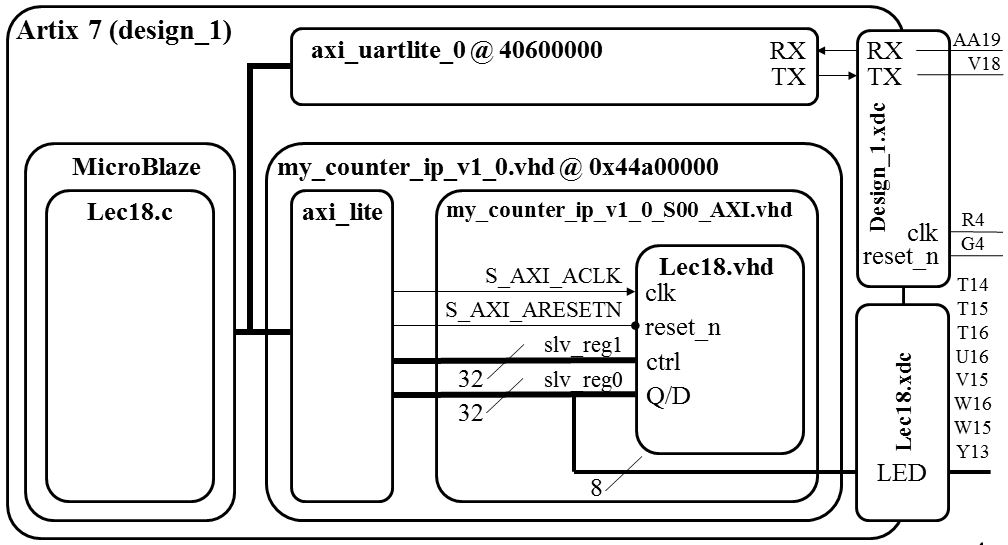 Artix 7 (design_1)
axi_uartlite_0 @ 40600000
RX
TX
RX
TX
AA19
V18
Design_1.xdc
clk
reset_n
R4
G4
MicroBlaze
Lec18.c
my_counter_ip_v1_0.vhd @ 0x44a00000
axi_lite
my_counter_ip_v1_0_S00_AXI.vhd
Lec18.vhd
S_AXI_ACLK
clk
S_AXI_ARESETN
reset_n
slv_reg1
32
ctrl
slv_reg0
32
Q/D
8
Lec18.xdc
LED
T14
T15
T16
U16
V15
W16
W15
Y13